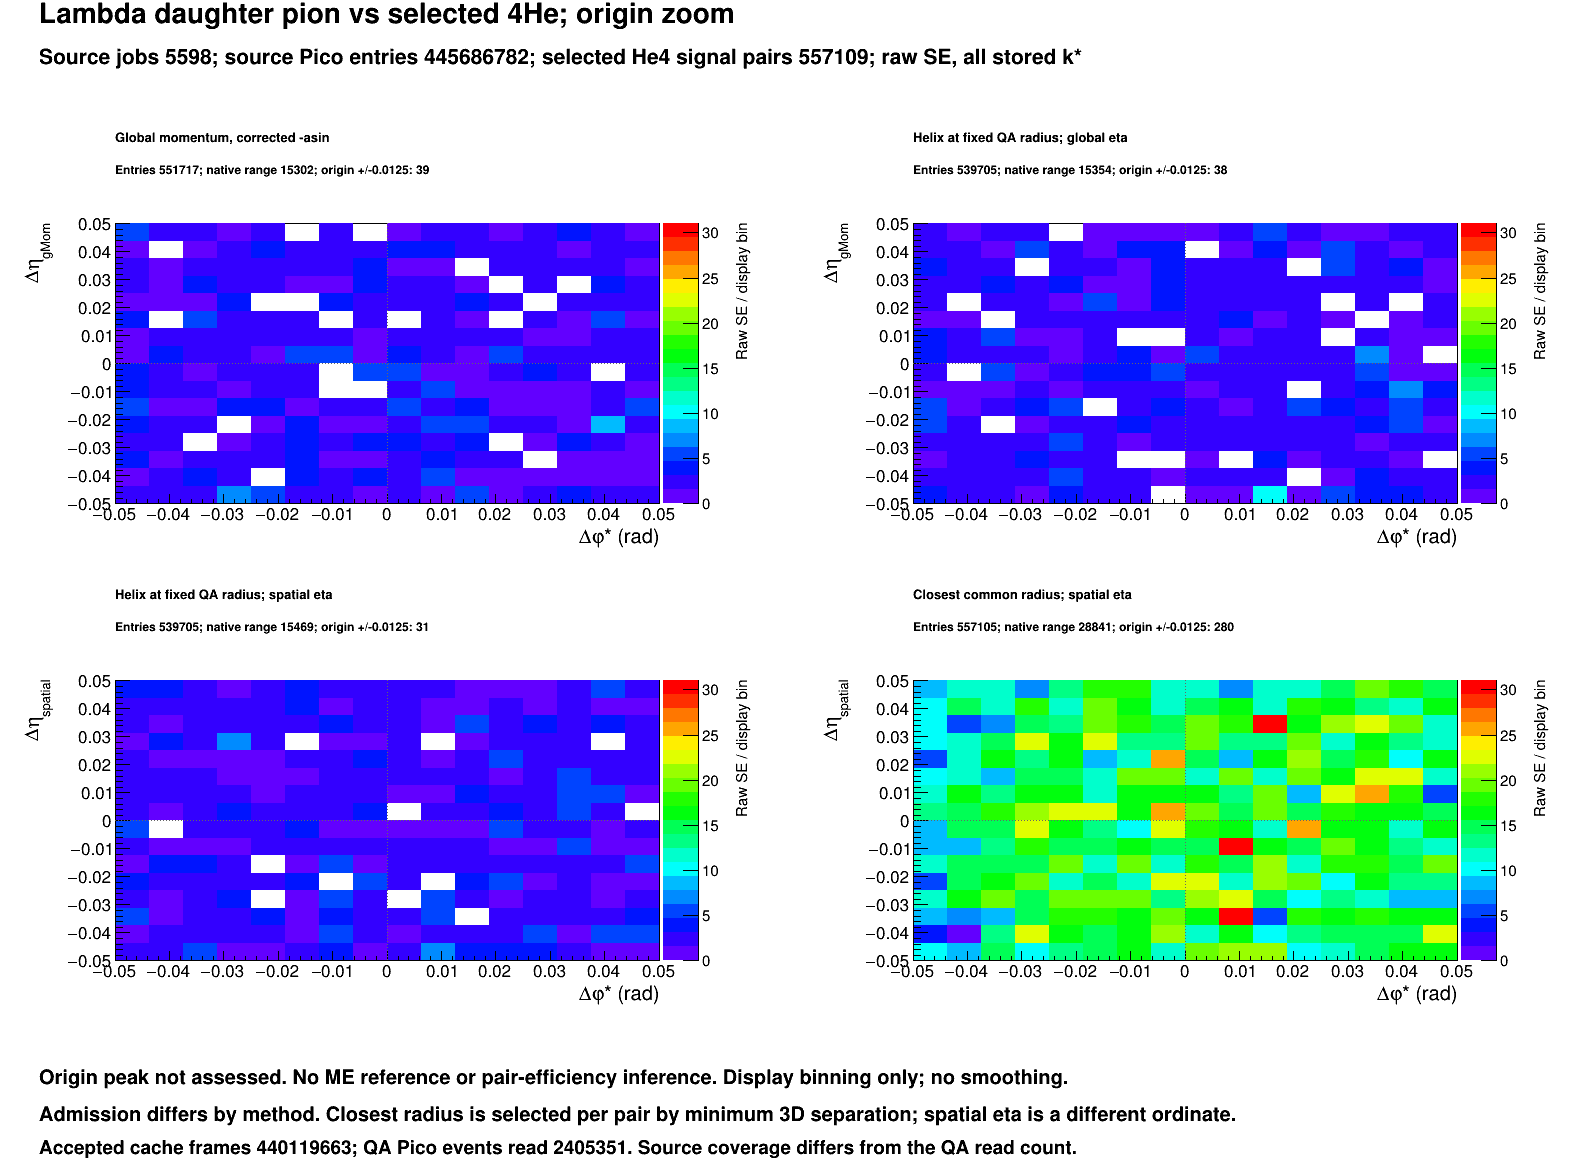 Lambda daughter pion vs selected 4He; origin zoom
Source jobs 5598; source Pico entries 445686782; selected He4 signal pairs 557109; raw SE, all stored k*
Global momentum, corrected -asin
Entries 551717; native range 15302; origin +/-0.0125: 39
Δη_gMom
0.05
0.04
0.03
0.02
0.01
0
−0.01
−0.02
−0.03
−0.04
−0.05
−0.05 −0.04 −0.03 −0.02 −0.01 0 0.01 0.02 0.03 0.04 0.05
Δφ* (rad)
30
25
20
15
10
5
0
Raw SE / display bin
Helix at fixed QA radius; global eta
Entries 539705; native range 15354; origin +/-0.0125: 38
Δη_gMom
0.05
0.04
0.03
0.02
0.01
0
−0.01
−0.02
−0.03
−0.04
−0.05
−0.05 −0.04 −0.03 −0.02 −0.01 0 0.01 0.02 0.03 0.04 0.05
Δφ* (rad)
30
25
20
15
10
5
0
Raw SE / display bin
Helix at fixed QA radius; spatial eta
Entries 539705; native range 15469; origin +/-0.0125: 31
Δη_spatial
0.05
0.04
0.03
0.02
0.01
0
−0.01
−0.02
−0.03
−0.04
−0.05
−0.05 −0.04 −0.03 −0.02 −0.01 0 0.01 0.02 0.03 0.04 0.05
Δφ* (rad)
30
25
20
15
10
5
0
Raw SE / display bin
Closest common radius; spatial eta
Entries 557105; native range 28841; origin +/-0.0125: 280
Δη_spatial
0.05
0.04
0.03
0.02
0.01
0
−0.01
−0.02
−0.03
−0.04
−0.05
−0.05 −0.04 −0.03 −0.02 −0.01 0 0.01 0.02 0.03 0.04 0.05
Δφ* (rad)
30
25
20
15
10
5
0
Raw SE / display bin
Origin peak not assessed. No ME reference or pair-efficiency inference. Display binning only; no smoothing.
Admission differs by method. Closest radius is selected per pair by minimum 3D separation; spatial eta is a different ordinate.
Accepted cache frames 440119663; QA Pico events read 2405351. Source coverage differs from the QA read count.